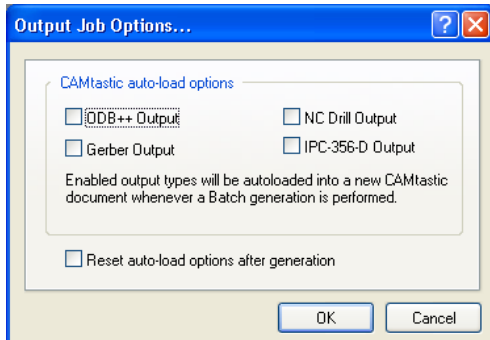 Output Job Options...
CAMtastic auto-load options
ODB++ Output
NC Drill Output
Gerber Output
IPC-356-D Output
Enabled output types will be autoloaded into a new CAMtastic
document whenever a Batch generation is performed.
Reset auto-load options after generation
OK
Cancel